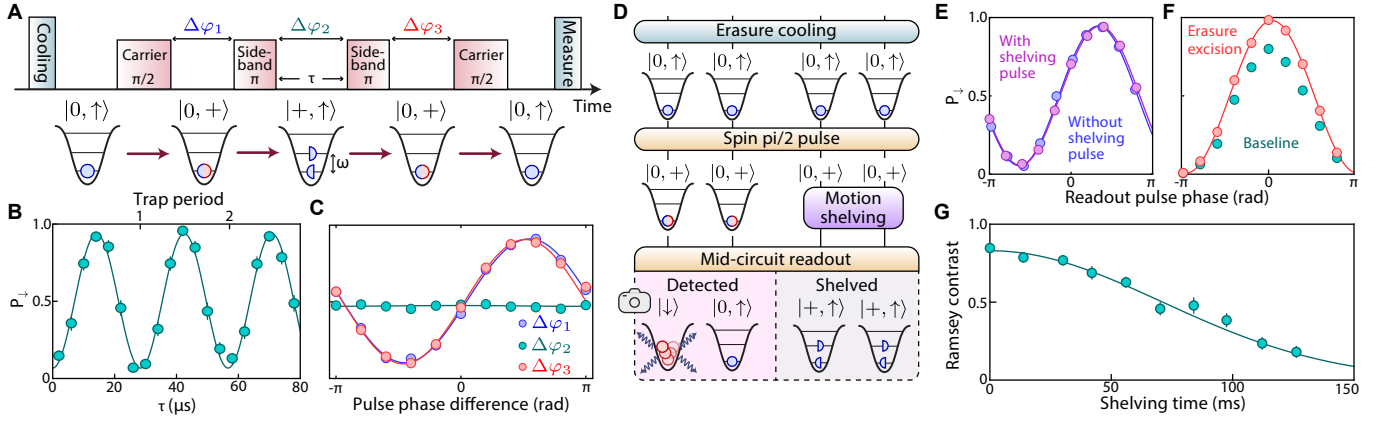 A
Δφ₁
Δφ₂
Δφ₃
Cooling
Carrier
π/2
Side-
band
π
τ
Side-
band
π
Carrier
π/2
Measure
Time
|0, ↑⟩
|0, +⟩
|+, ↑⟩
|0, +⟩
|0, ↑⟩
ω
B
Trap period
1
2
P↓
1.0
0.5
0
0
20
40
60
80
τ (μs)
C
Δφ₁
Δφ₂
Δφ₃
-π
0
π
Pulse phase difference (rad)
D
Erasure cooling
|0, ↑⟩
|0, ↑⟩
|0, ↑⟩
|0, ↑⟩
Spin pi/2 pulse
|0, +⟩
|0, +⟩
|0, +⟩
|0, +⟩
Motion
shelving
Mid-circuit readout
Detected
Shelved
|↓⟩
|0, ↑⟩
|+, ↑⟩
|+, ↑⟩
E
P↓
1.0
0.5
0
With
shelving
pulse
Without
shelving
pulse
-π
0
π
F
Erasure
excision
Baseline
-π
0
π
Readout pulse phase (rad)
G
Ramsey contrast
1.0
0.5
0
0
50
100
150
Shelving time (ms)